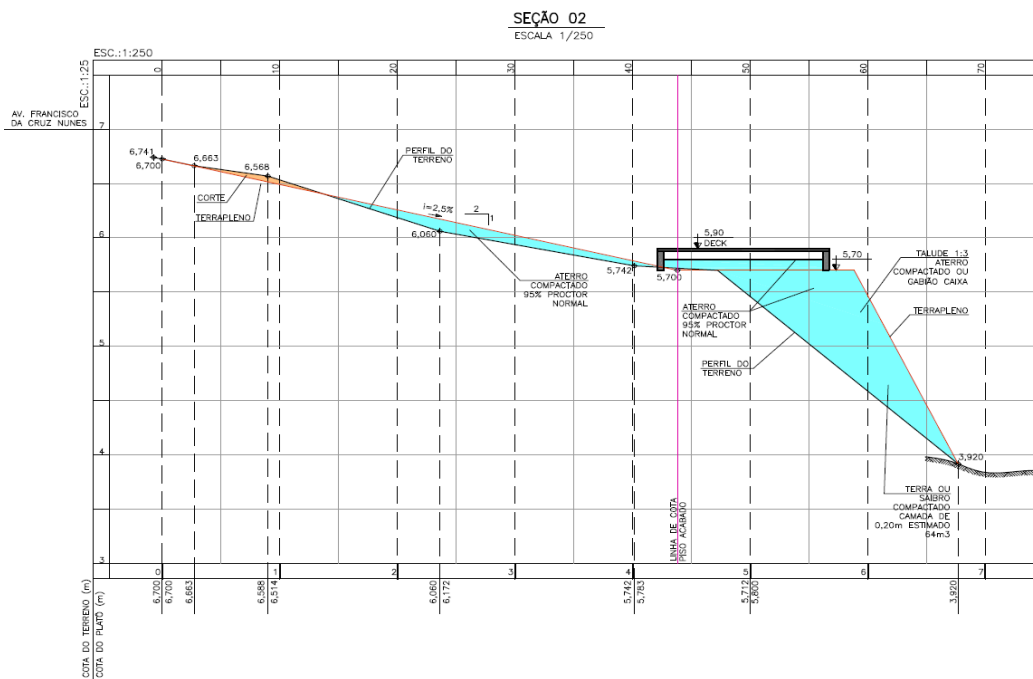 SEÇÃO 02
ESCALA 1/250
ESC.:1:250
ESC.:1:25
0
10
20
30
40
50
60
70
AV. FRANCISCO
DA CRUZ NUNES
7
6
5
4
3
6,741
6,700
6,663
6,568
CORTE
TERRAPLENO
PERFIL DO
TERRENO
i=2,5%
2
1
6,060
ATERRO
COMPACTADO
95% PROCTOR
NORMAL
5,742
5,700
5,90
DECK
5,70
TALUDE 1:3
ATERRO
COMPACTADO OU
GABIÃO CAIXA
TERRAPLENO
ATERRO
COMPACTADO
95% PROCTOR
NORMAL
PERFIL DO
TERRENO
3,920
TERRA OU
SAIBRO
COMPACTADO
CAMADA DE
0,20m ESTIMADO
64m3
LINHA DE COTA
PISO ACABADO
0
1
2
3
4
5
6
7
COTA DO TERRENO (m)
COTA DO PLATÔ (m)
6,700
6,700
6,663
6,588
6,514
6,060
6,172
5,742
5,783
5,712
5,800
3,920